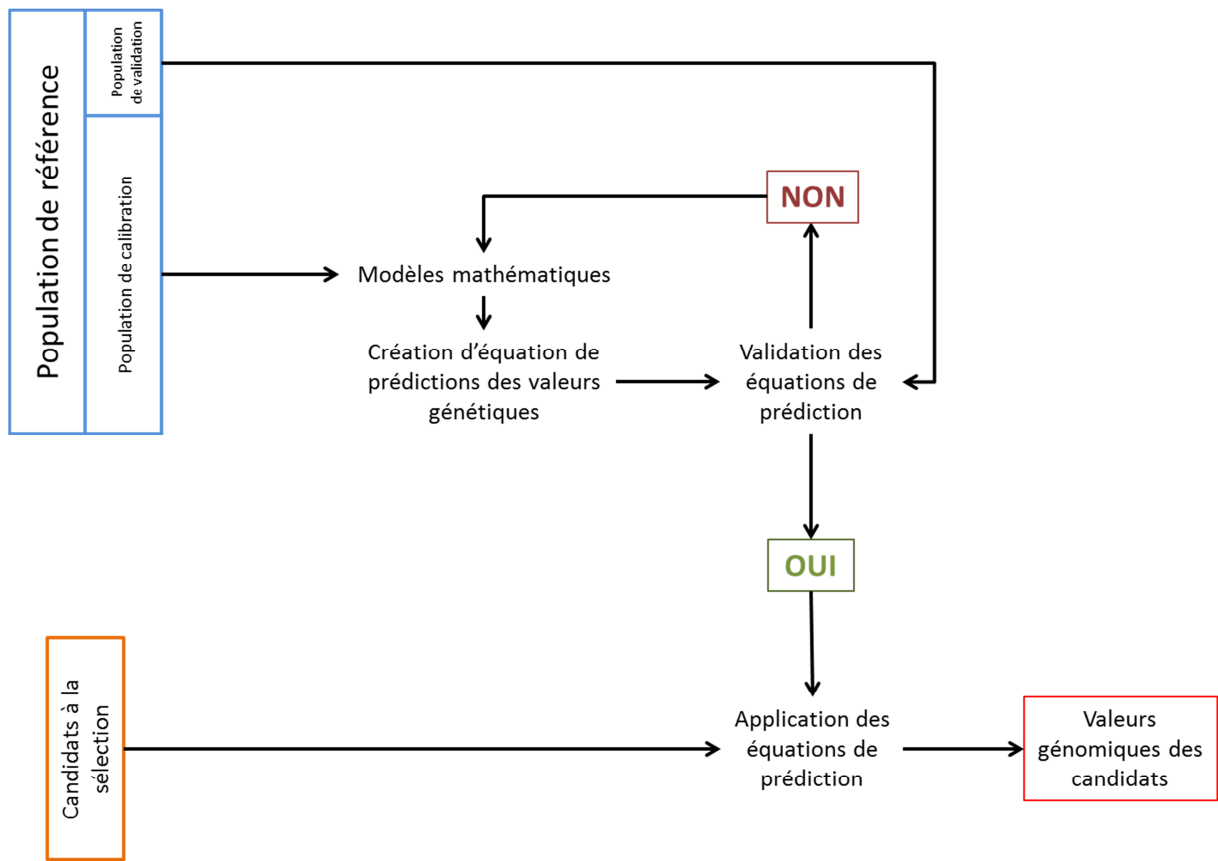 Population de référence
Population
de validation
Population de calibration
NON
Modèles mathématiques
Création d'équation de
prédictions des valeurs
génétiques
Validation des
équations de
prédiction
OUI
Candidats à la
sélection
Application des
équations de
prédiction
Valeurs
génomiques des
candidats